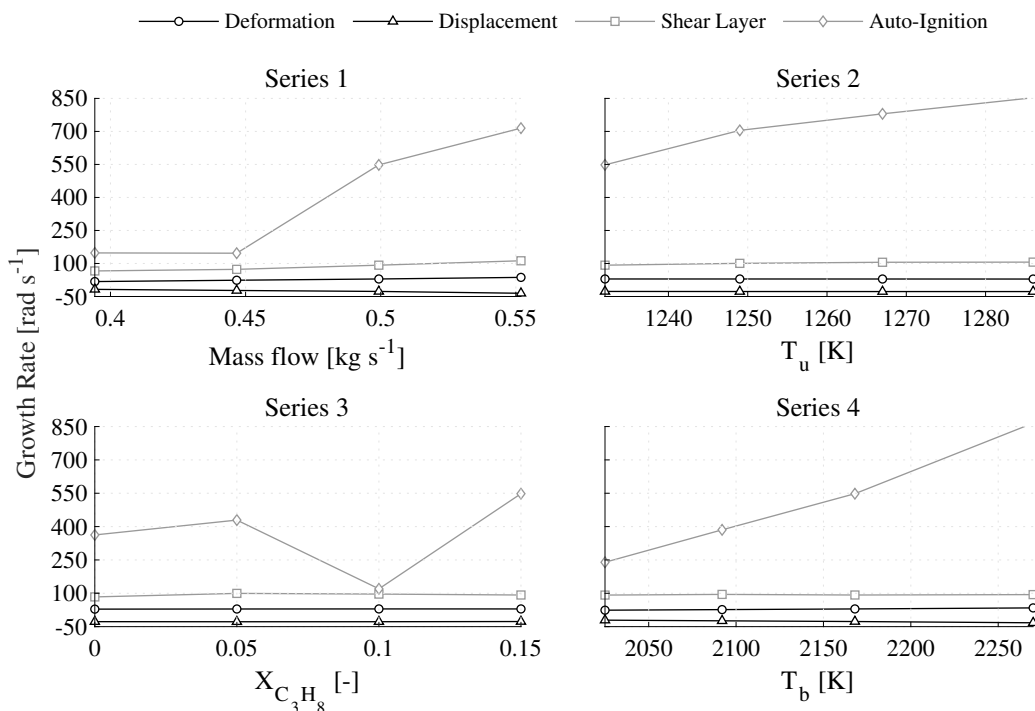 Deformation Displacement Shear Layer Auto-Ignition
Series 1
Series 2
850
700
550
400
250
100
-50
0.4 0.45 0.5 0.55
1240 1250 1260 1270 1280
Mass flow [kg s-1]
T_u [K]
Growth Rate [rad s-1]
Series 3
Series 4
850
700
550
400
250
100
-50
0 0.05 0.1 0.15
2050 2100 2150 2200 2250
X_C3H8 [-]
T_b [K]